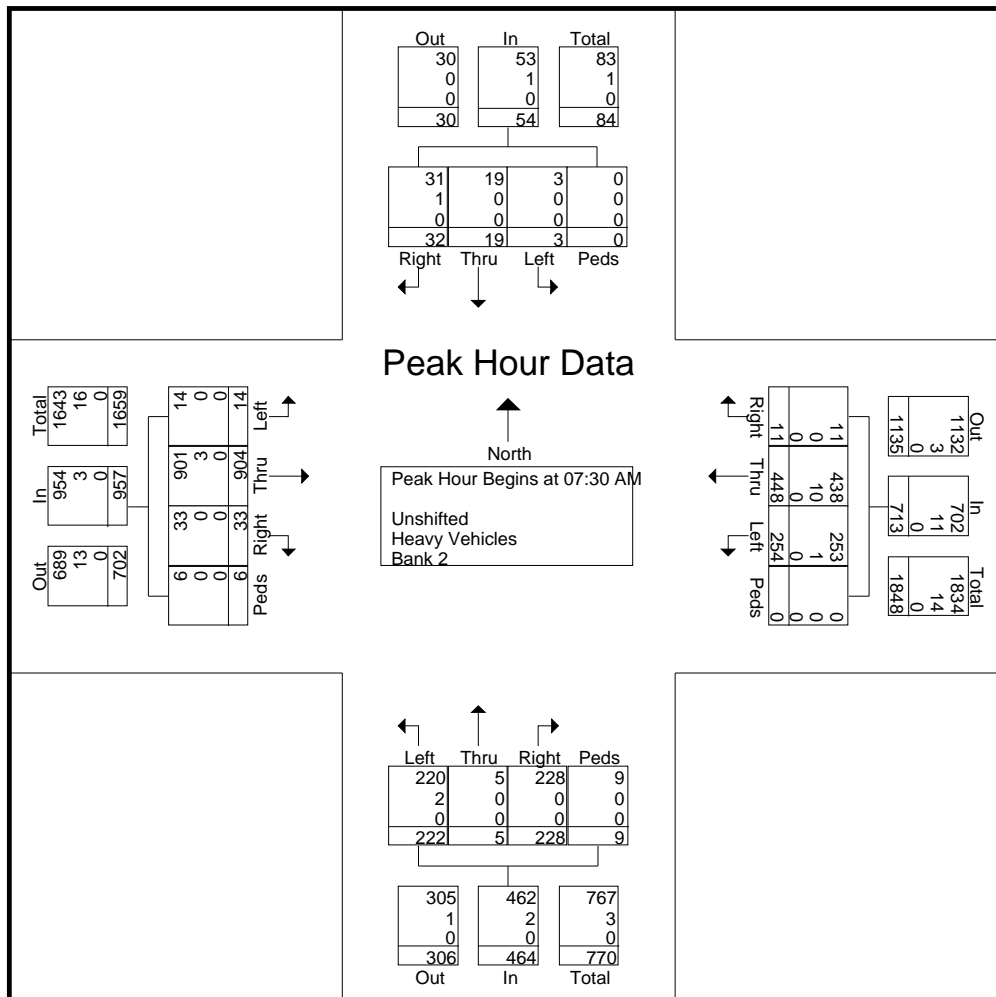 Out In Total
30 53 83
0 1 1
0 0 0
30 54 84
31 19 3 0
1 0 0 0
0 0 0 0
32 19 3 0
Right Thru Left Peds
Peak Hour Data
North
Peak Hour Begins at 07:30 AM
Unshifted
Heavy Vehicles
Bank 2
Total
1643
16
0
1659
In
954
3
0
957
Out
689
13
0
702
14
0
0
14
Left
901
3
0
904
Thru
33
0
0
33
Right
6
0
0
6
Peds
Right
11
0
0
11
Thru
438
10
0
448
Left
253
1
0
254
Peds
0
0
0
0
Out
1132
3
0
1135
In
702
11
0
713
Total
1834
14
0
1848
Left Thru Right Peds
220 5 228 9
2 0 0 0
0 0 0 0
222 5 228 9
305 462 767
1 2 3
0 0 0
306 464 770
Out In Total